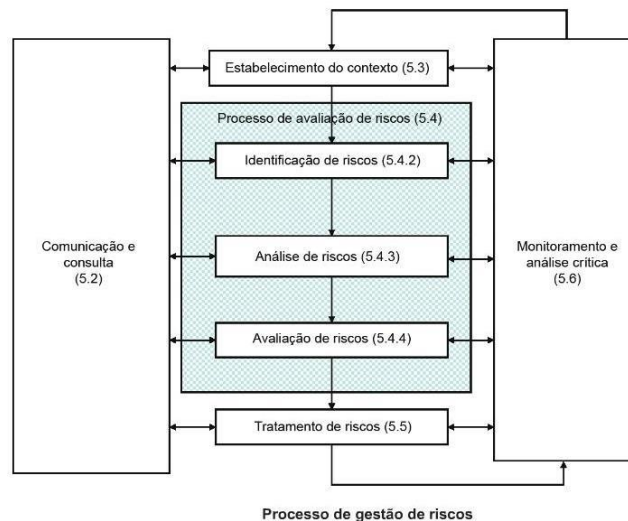 Estabelecimento do contexto (5.3)
Processo de avaliação de riscos (5.4)
Identificação de riscos (5.4.2)
Comunicação e
consulta
(5.2)
Análise de riscos (5.4.3)
Monitoramento e
análise crítica
(5.6)
Avaliação de riscos (5.4.4)
Tratamento de riscos (5.5)
Processo de gestão de riscos